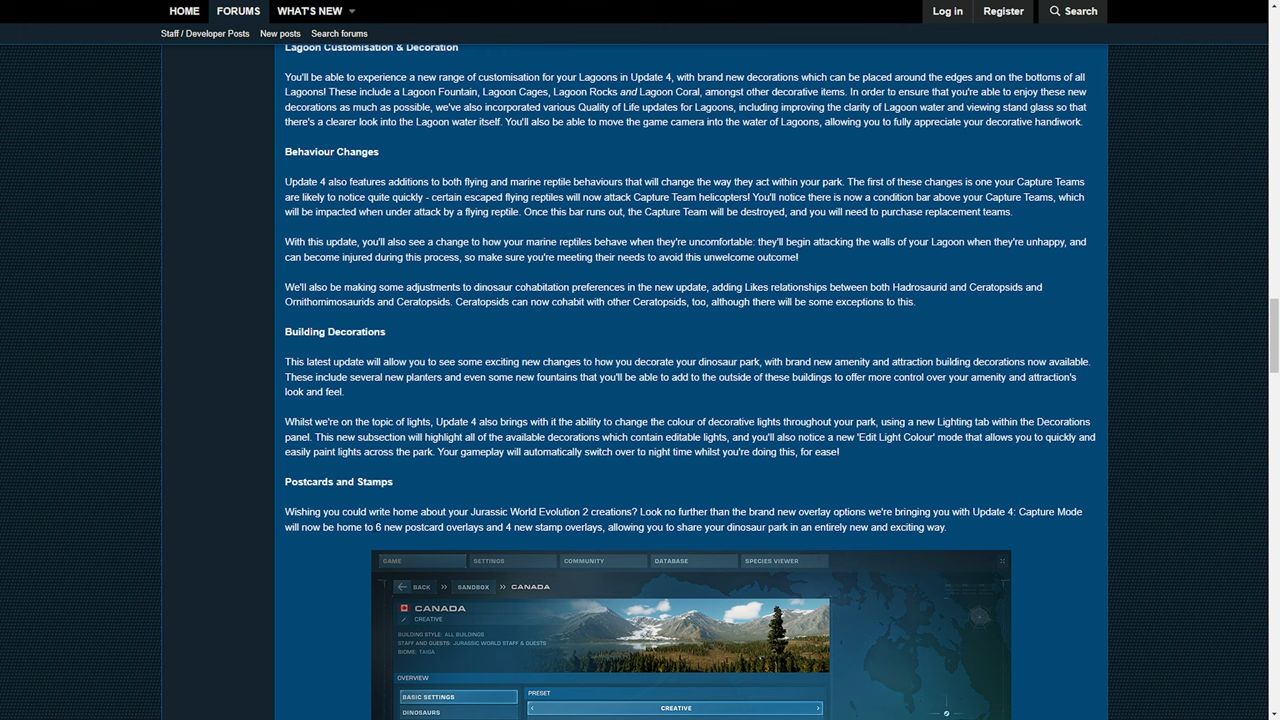 HOME FORUMS WHAT'S NEW Log in Register Search
Staff / Developer Posts New posts Search forums
Lagoon Customisation & Decoration
You'll be able to experience a new range of customisation for your Lagoons in Update 4, with brand new decorations which can be placed around the edges and on the bottoms of all
Lagoons! These include a Lagoon Fountain, Lagoon Cages, Lagoon Rocks and Lagoon Coral, amongst other decorative items. In order to ensure that you're able to enjoy these new
decorations as much as possible, we've also incorporated various Quality of Life updates for Lagoons, including improving the clarity of Lagoon water and viewing stand glass so that
there's a clearer look into the Lagoon water itself. You'll also be able to move the game camera into the water of Lagoons, allowing you to fully appreciate your decorative handiwork.
Behaviour Changes
Update 4 also features additions to both flying and marine reptile behaviours that will change the way they act within your park. The first of these changes is one your Capture Teams
are likely to notice quite quickly - certain escaped flying reptiles will now attack Capture Team helicopters! You'll notice there is now a condition bar above your Capture Teams, which
will be impacted when under attack by a flying reptile. Once this bar runs out, the Capture Team will be destroyed, and you will need to purchase replacement teams.
With this update, you'll also see a change to how your marine reptiles behave when they're uncomfortable: they'll begin attacking the walls of your Lagoon when they're unhappy, and
can become injured during this process, so make sure you're meeting their needs to avoid this unwelcome outcome!
We'll also be making some adjustments to dinosaur cohabitation preferences in the new update, adding Likes relationships between both Hadrosaurid and Ceratopsids and
Ornithomimosaurids and Ceratopsids. Ceratopsids can now cohabit with other Ceratopsids, too, although there will be some exceptions to this.
Building Decorations
This latest update will allow you to see some exciting new changes to how you decorate your dinosaur park, with brand new amenity and attraction building decorations now available.
These include several new planters and even some new fountains that you'll be able to add to the outside of these buildings to offer more control over your amenity and attraction's
look and feel.
Whilst we're on the topic of lights, Update 4 also brings with it the ability to change the colour of decorative lights throughout your park, using a new Lighting tab within the Decorations
panel. This new subsection will highlight all of the available decorations which contain editable lights, and you'll also notice a new 'Edit Light Colour' mode that allows you to quickly and
easily paint lights across the park. Your gameplay will automatically switch over to night time whilst you're doing this, for ease!
Postcards and Stamps
Wishing you could write home about your Jurassic World Evolution 2 creations? Look no further than the brand new overlay options we're bringing you with Update 4: Capture Mode
will now be home to 6 new postcard overlays and 4 new stamp overlays, allowing you to share your dinosaur park in an entirely new and exciting way.
GAME SETTINGS COMMUNITY DATABASE SPECIES VIEWER
BACK » SANDBOX » CANADA
CANADA
CREATIVE
BUILDING STYLE: ALL BUILDINGS
STAFF AND GUESTS: JURASSIC WORLD STAFF & GUESTS
BIOME: TAIGA
OVERVIEW
BASIC SETTINGS PRESET
DINOSAURS < CREATIVE >